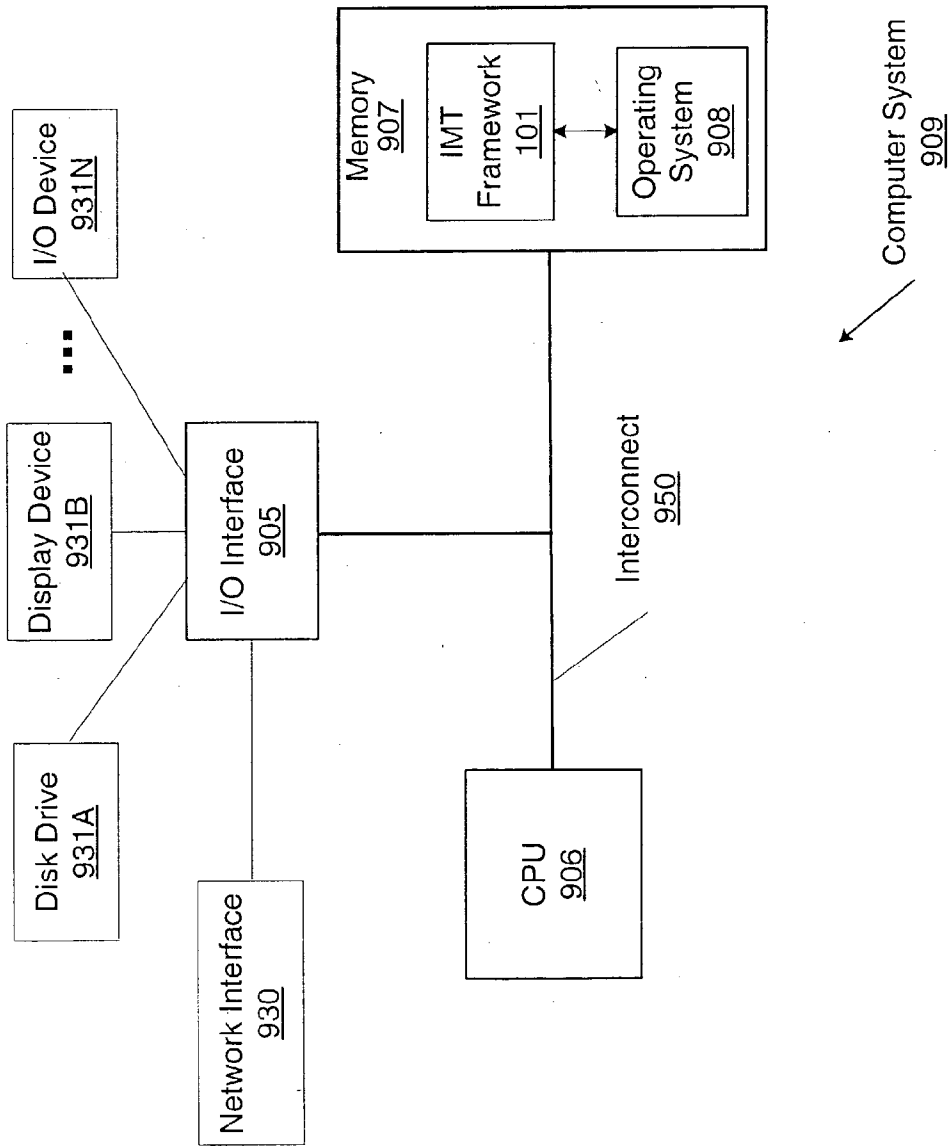 Disk Drive
931A
Display Device
931B
I/O Device
931N
Network Interface
930
I/O Interface
905
CPU
906
Interconnect
950
Memory
907
IMT
Framework
101
Operating
System
908
Computer System
909